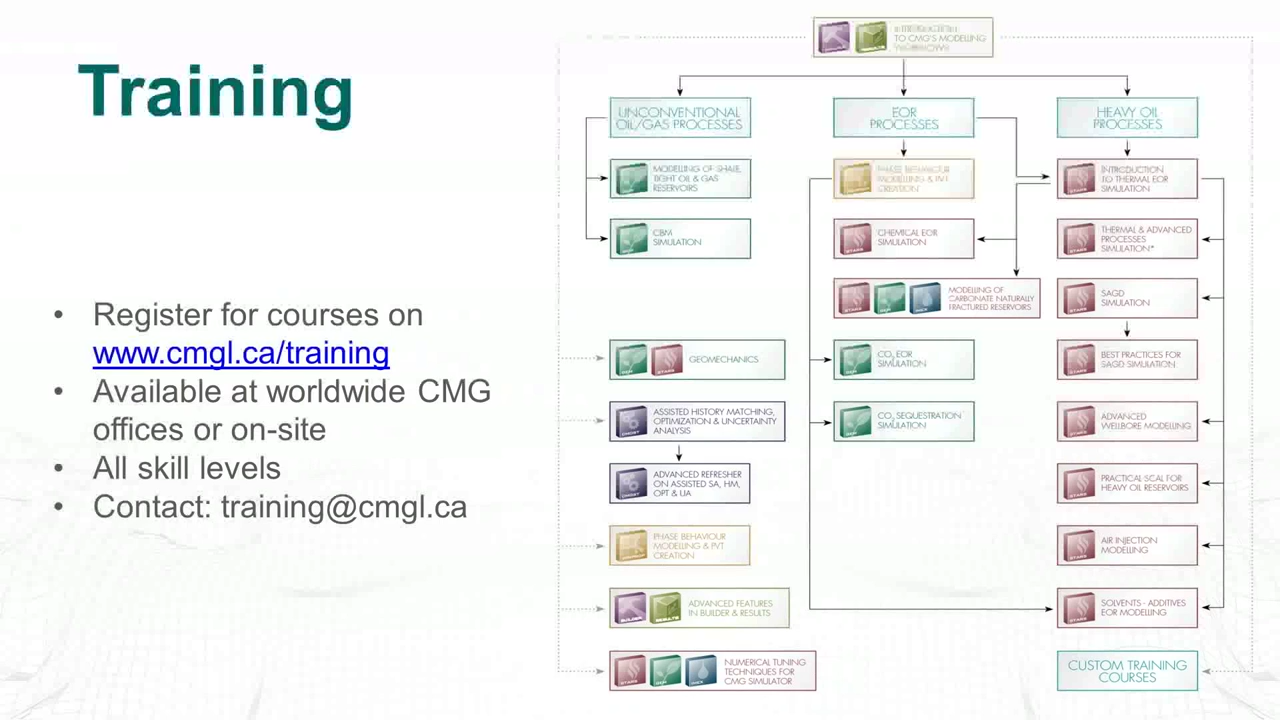 Training
• Register for courses on
www.cmgl.ca/training
• Available at worldwide CMG
offices or on-site
• All skill levels
• Contact: training@cmgl.ca
TO CMG'S MODELLING
UNCONVENTIONAL
OIL/GAS PROCESSES
EOR
PROCESSES
HEAVY OIL
PROCESSES
MODELLING OF SHALE,
TIGHT OIL & GAS
RESERVOIRS
PHASE BEHAVIOUR
MODELLING & PVT
CREATION
INTRODUCTION
TO THERMAL EOR
SIMULATION
CBM
SIMULATION
CHEMICAL EOR
SIMULATION
THERMAL & ADVANCED
PROCESSES
SIMULATION*
MODELLING OF
CARBONATE NATURALLY
FRACTURED RESERVOIRS
SAGD
SIMULATION
GEOMECHANICS
CO₂ EOR
SIMULATION
BEST PRACTICES FOR
SAGD SIMULATION
ASSISTED HISTORY MATCHING,
OPTIMIZATION & UNCERTAINTY
ANALYSIS
CO₂ SEQUESTRATION
SIMULATION
ADVANCED
WELLBORE MODELLING
ADVANCED REFRESHER
ON ASSISTED SA, HM,
OPT & UA
PRACTICAL SCAL FOR
HEAVY OIL RESERVOIRS
PHASE BEHAVIOUR
MODELLING & PVT
CREATION
AIR INJECTION
MODELLING
ADVANCED FEATURES
IN BUILDER & RESULTS
SOLVENTS - ADDITIVES
EOR MODELLING
NUMERICAL TUNING
TECHNIQUES FOR
CMG SIMULATOR
CUSTOM TRAINING
COURSES